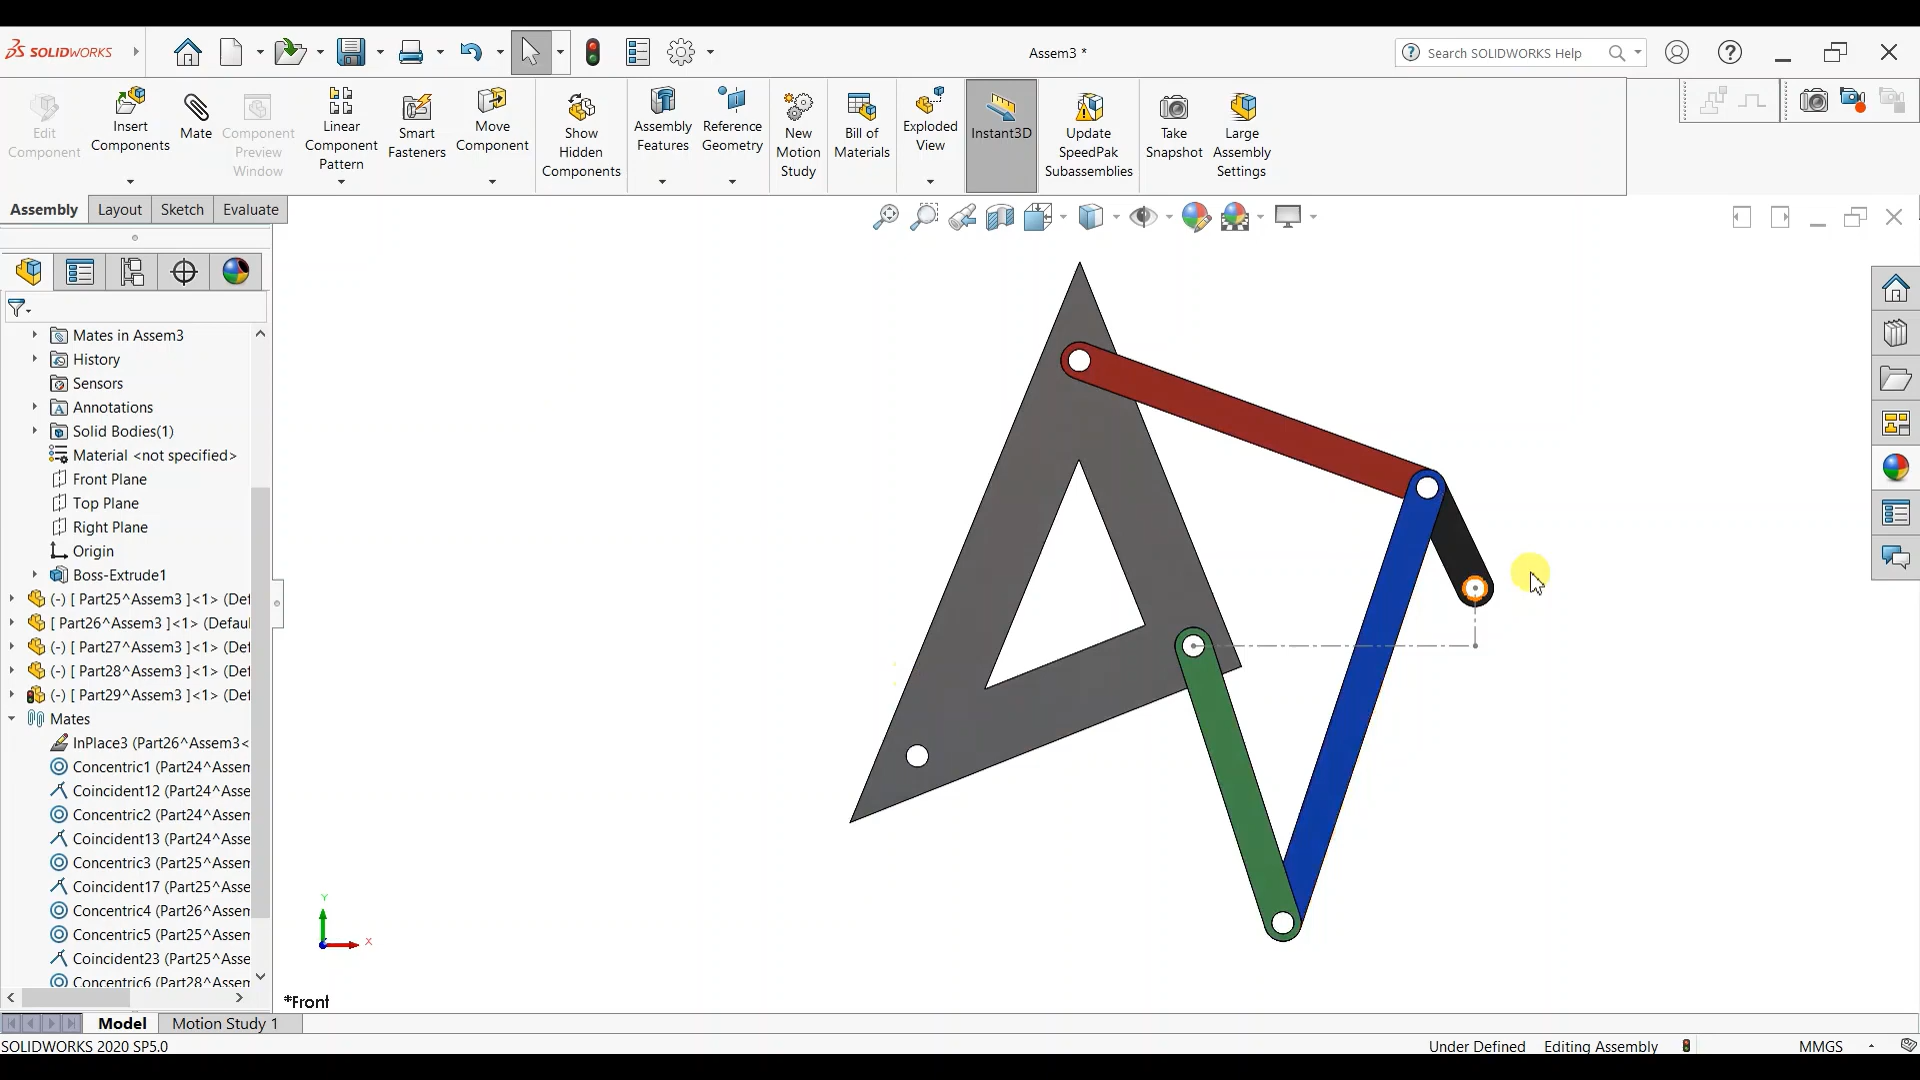 SOLIDWORKS
Assem3 *
Search SOLIDWORKS Help
Edit Component
Insert Components
Mate
Component Preview Window
Linear Component Pattern
Smart Fasteners
Move Component
Show Hidden Components
Assembly Features
Reference Geometry
New Motion Study
Bill of Materials
Exploded View
Instant3D
Update SpeedPak Subassemblies
Take Snapshot
Large Assembly Settings
Assembly
Layout
Sketch
Evaluate
Mates in Assem3
History
Sensors
Annotations
Solid Bodies(1)
Material <not specified>
Front Plane
Top Plane
Right Plane
Origin
Boss-Extrude1
(-) [ Part25^Assem3 ]<1> (Def
[ Part26^Assem3 ]<1> (Defaul
(-) [ Part27^Assem3 ]<1> (Def
(-) [ Part28^Assem3 ]<1> (Def
(-) [ Part29^Assem3 ]<1> (Def
Mates
InPlace3 (Part26^Assem3<
Concentric1 (Part24^Assem
Coincident12 (Part24^Asse
Concentric2 (Part24^Assem
Coincident13 (Part24^Asse
Concentric3 (Part25^Assem
Coincident17 (Part25^Asse
Concentric4 (Part26^Assem
Concentric5 (Part25^Assem
Coincident23 (Part25^Asse
Concentric6 (Part28^Assem
Y
X
*Front
Model
Motion Study 1
SOLIDWORKS 2020 SP5.0
Under Defined
Editing Assembly
MMGS